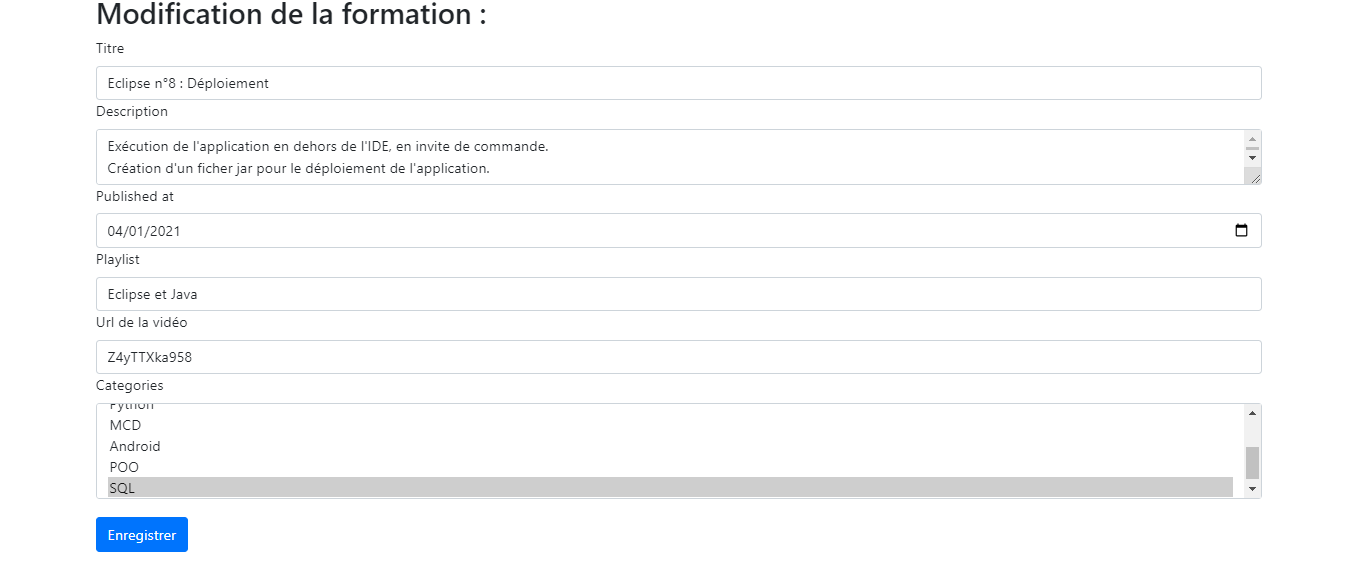 Modification de la formation :
Titre
Eclipse n°8 : Déploiement
Description
Exécution de l'application en dehors de l'IDE, en invite de commande.
Création d'un ficher jar pour le déploiement de l'application.
Published at
04/01/2021
Playlist
Eclipse et Java
Url de la vidéo
Z4yTTXka958
Categories
Python
MCD
Android
POO
SQL
Enregistrer